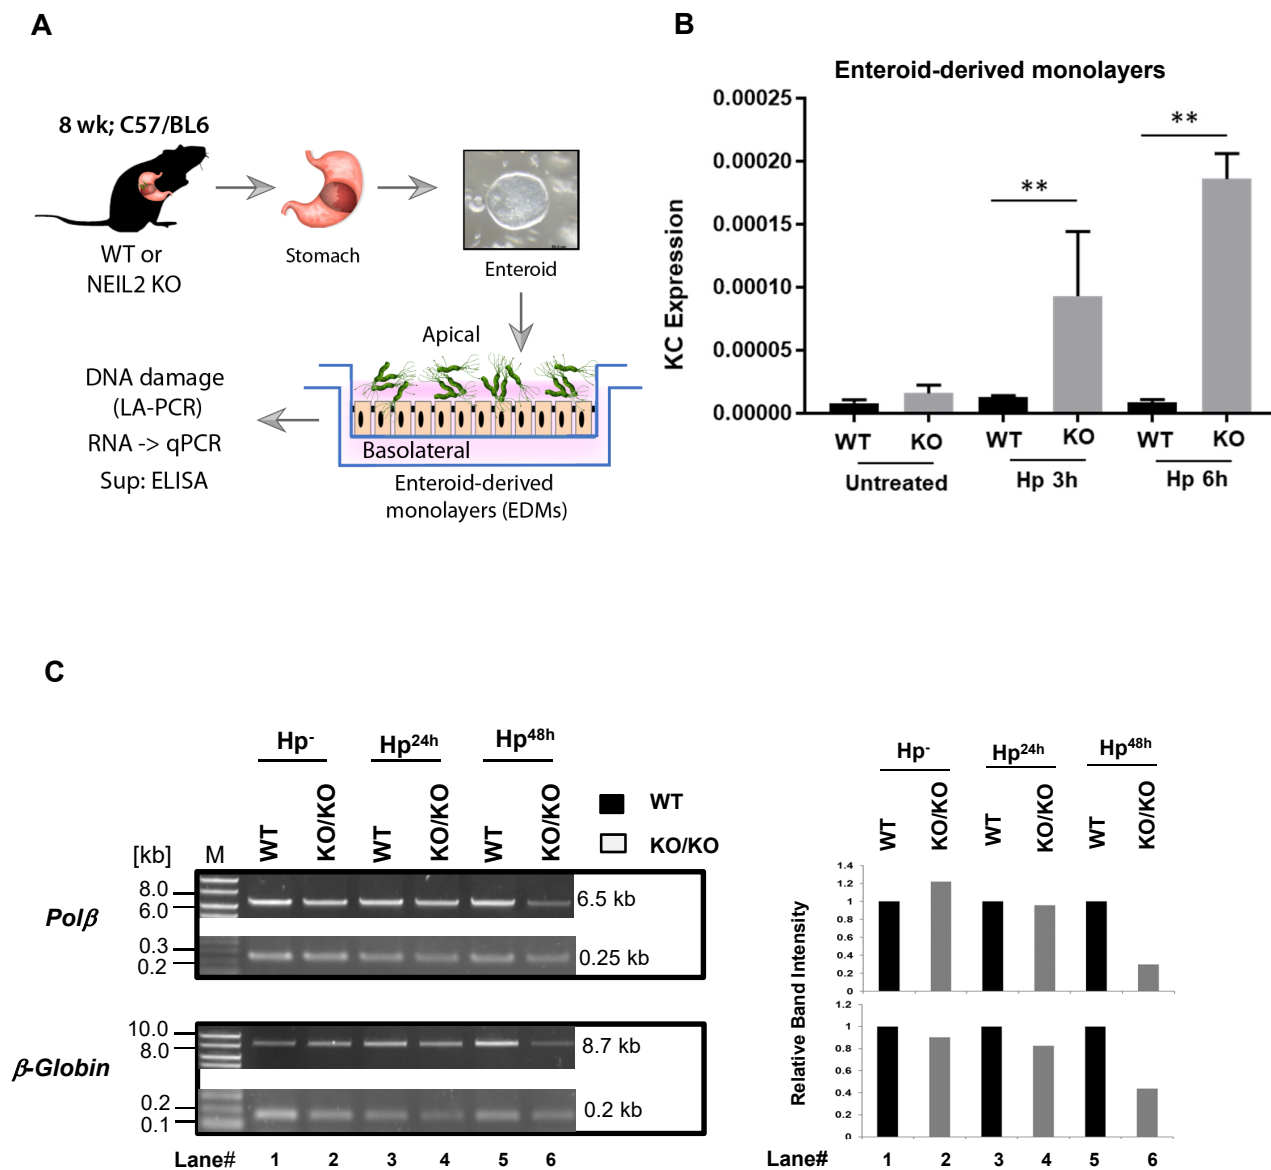 A
8 wk; C57/BL6
WT or
NEIL2 KO
Stomach
Enteroid
Apical
Basolateral
Enteroid-derived
monolayers (EDMs)
DNA damage
(LA-PCR)
RNA -> qPCR
Sup: ELISA
B
Enteroid-derived monolayers
KC Expression
0.00025
0.00020
0.00015
0.00010
0.00005
0.00000
**
**
WT KO WT KO WT KO
Untreated Hp 3h Hp 6h
C
Hp- Hp24h Hp48h
WT KO/KO WT KO/KO WT KO/KO
WT
KO/KO
[kb] M
Polβ
8.0
6.0
6.5 kb
0.3
0.2
0.25 kb
β-Globin
10.0
8.0
8.7 kb
0.2
0.1
0.2 kb
Lane# 1 2 3 4 5 6
Hp- Hp24h Hp48h
WT KO/KO WT KO/KO WT KO/KO
Relative Band Intensity
1.4
1.2
1
0.8
0.6
0.4
0.2
0
1.2
1
0.8
0.6
0.4
0.2
0
Lane# 1 2 3 4 5 6